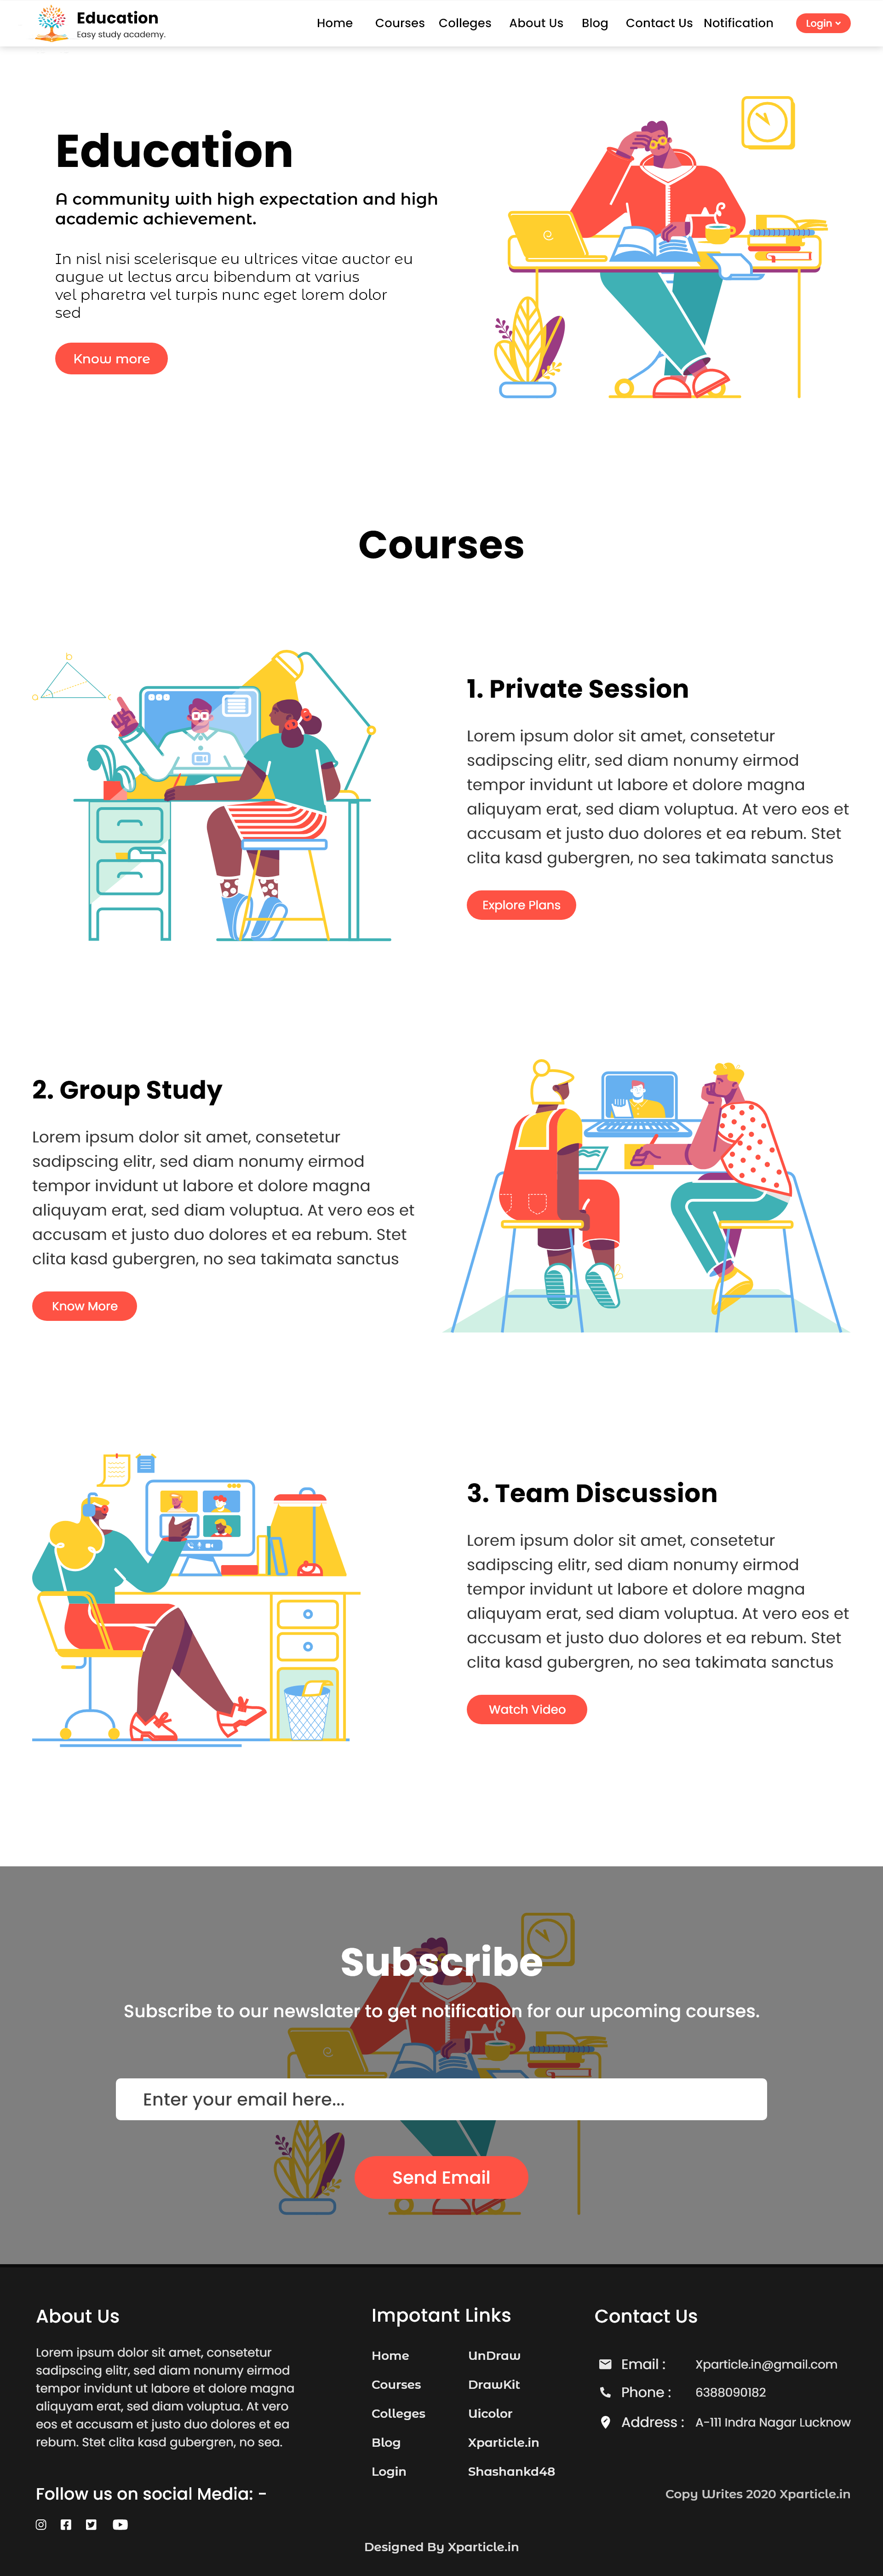 Education
Easy study academy.
Home Courses Colleges About Us Blog Contact Us Notification Login
Education
A community with high expectation and high
academic achievement.
In nisl nisi scelerisque eu ultrices vitae auctor eu
augue ut lectus arcu bibendum at varius
vel pharetra vel turpis nunc eget lorem dolor
sed
Know more
Courses
1. Private Session
Lorem ipsum dolor sit amet, consetetur
sadipscing elitr, sed diam nonumy eirmod
tempor invidunt ut labore et dolore magna
aliquyam erat, sed diam voluptua. At vero eos et
accusam et justo duo dolores et ea rebum. Stet
clita kasd gubergren, no sea takimata sanctus
Explore Plans
2. Group Study
Lorem ipsum dolor sit amet, consetetur
sadipscing elitr, sed diam nonumy eirmod
tempor invidunt ut labore et dolore magna
aliquyam erat, sed diam voluptua. At vero eos et
accusam et justo duo dolores et ea rebum. Stet
clita kasd gubergren, no sea takimata sanctus
Know More
3. Team Discussion
Lorem ipsum dolor sit amet, consetetur
sadipscing elitr, sed diam nonumy eirmod
tempor invidunt ut labore et dolore magna
aliquyam erat, sed diam voluptua. At vero eos et
accusam et justo duo dolores et ea rebum. Stet
clita kasd gubergren, no sea takimata sanctus
Watch Video
Subscribe
Subscribe to our newslater to get notification for our upcoming courses.
Enter your email here...
Send Email
About Us
Lorem ipsum dolor sit amet, consetetur
sadipscing elitr, sed diam nonumy eirmod
tempor invidunt ut labore et dolore magna
aliquyam erat, sed diam voluptua. At vero
eos et accusam et justo duo dolores et ea
rebum. Stet clita kasd gubergren, no sea.
Follow us on social Media: -
Impotant Links
Home
Courses
Colleges
Blog
Login
UnDraw
DrawKit
Uicolor
Xparticle.in
Shashankd48
Contact Us
Email : Xparticle.in@gmail.com
Phone : 6388090182
Address : A-111 Indra Nagar Lucknow
Copy Writes 2020 Xparticle.in
Designed By Xparticle.in